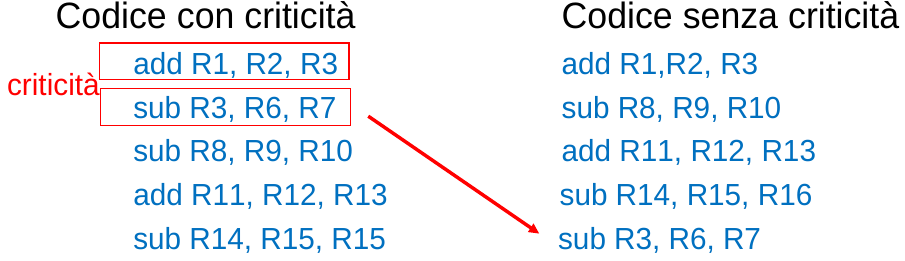 Codice con criticità
add R1, R2, R3
criticità
sub R3, R6, R7
sub R8, R9, R10
add R11, R12, R13
sub R14, R15, R15
Codice senza criticità
add R1,R2, R3
sub R8, R9, R10
add R11, R12, R13
sub R14, R15, R16
sub R3, R6, R7